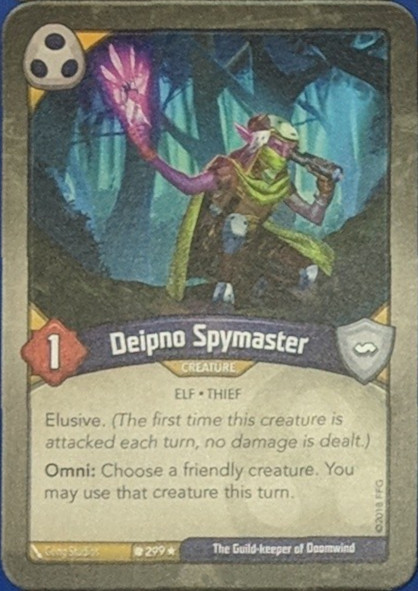 1
Deipno Spymaster
CREATURE
ELF • THIEF
Elusive. (The first time this creature is
attacked each turn, no damage is dealt.)
Omni: Choose a friendly creature. You
may use that creature this turn.
©2018 FFG
Gong Studios
299★
The Guild-keeper of Doomwind